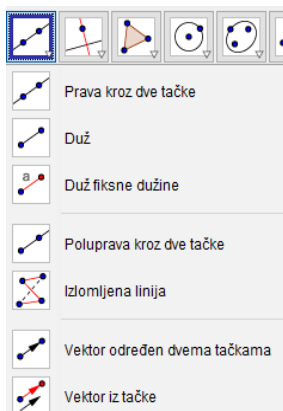 Prava kroz dve tačke
Duž
a
Duž fiksne dužine
Poluprava kroz dve tačke
Izlomljena linija
Vektor određen dvema tačkama
Vektor iz tačke